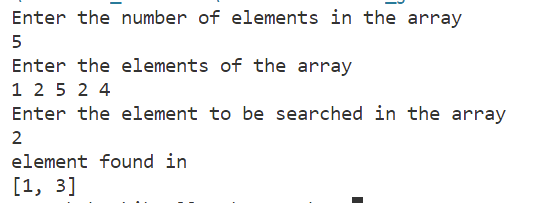 Enter the number of elements in the array
5
Enter the elements of the array
1 2 5 2 4
Enter the element to be searched in the array
2
element found in
[1, 3]